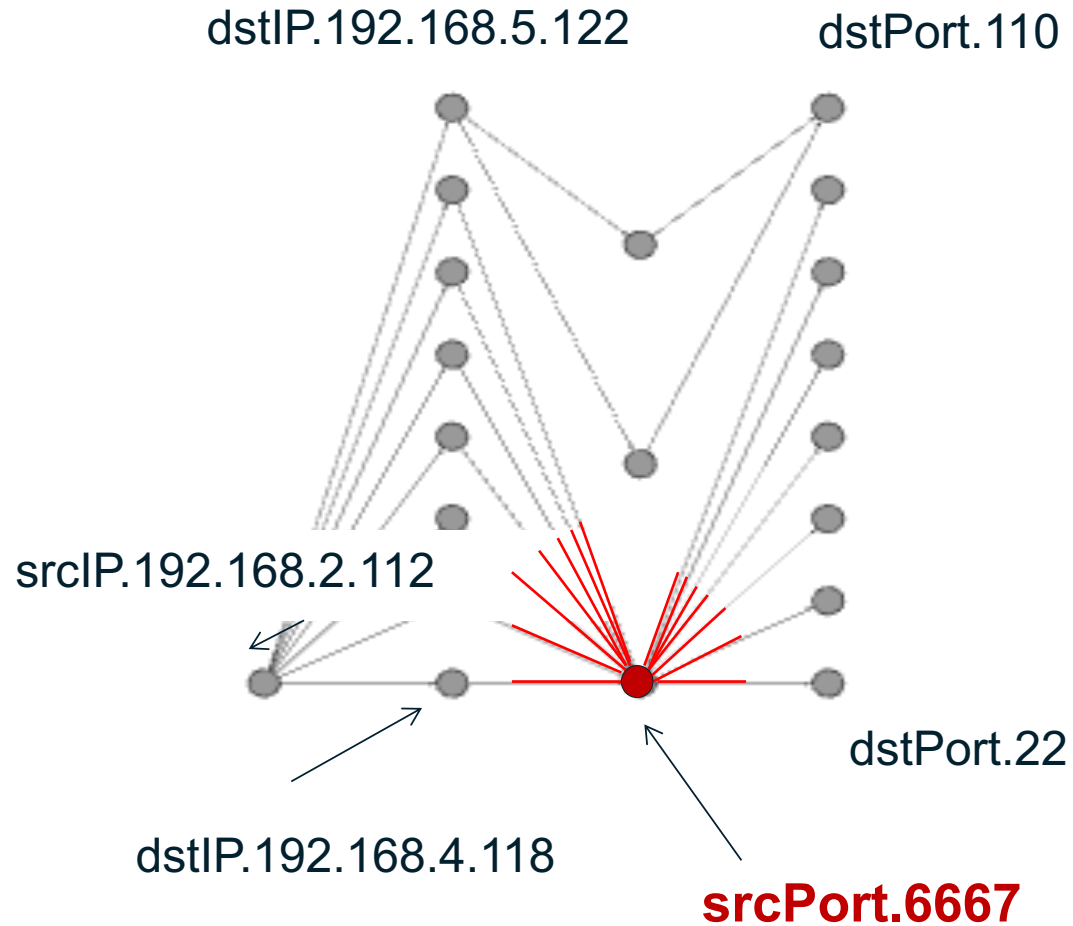 dstIP.192.168.5.122
dstPort.110
srcIP.192.168.2.112
dstPort.22
dstIP.192.168.4.118
srcPort.6667